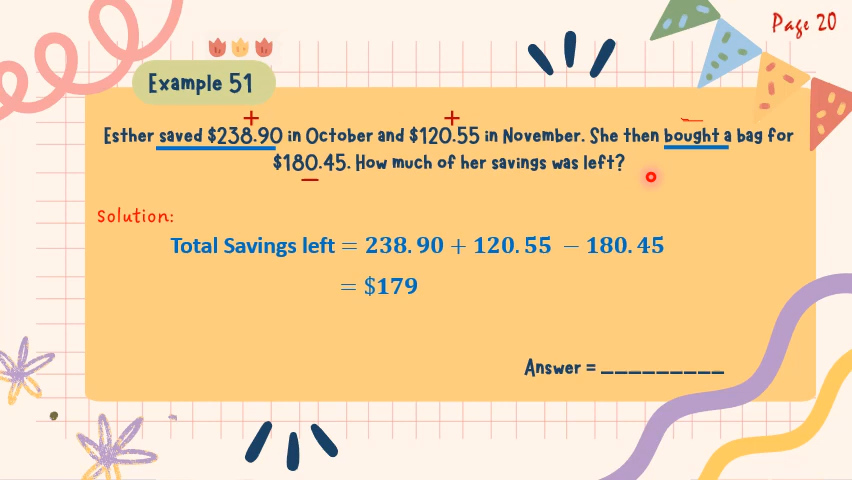 Page 20
Example 51
Esther saved $238.90 in October and $120.55 in November. She then bought a bag for
$180.45. How much of her savings was left?
Solution:
Total Savings left = 238.90 + 120.55 − 180.45
= $179
Answer = _________